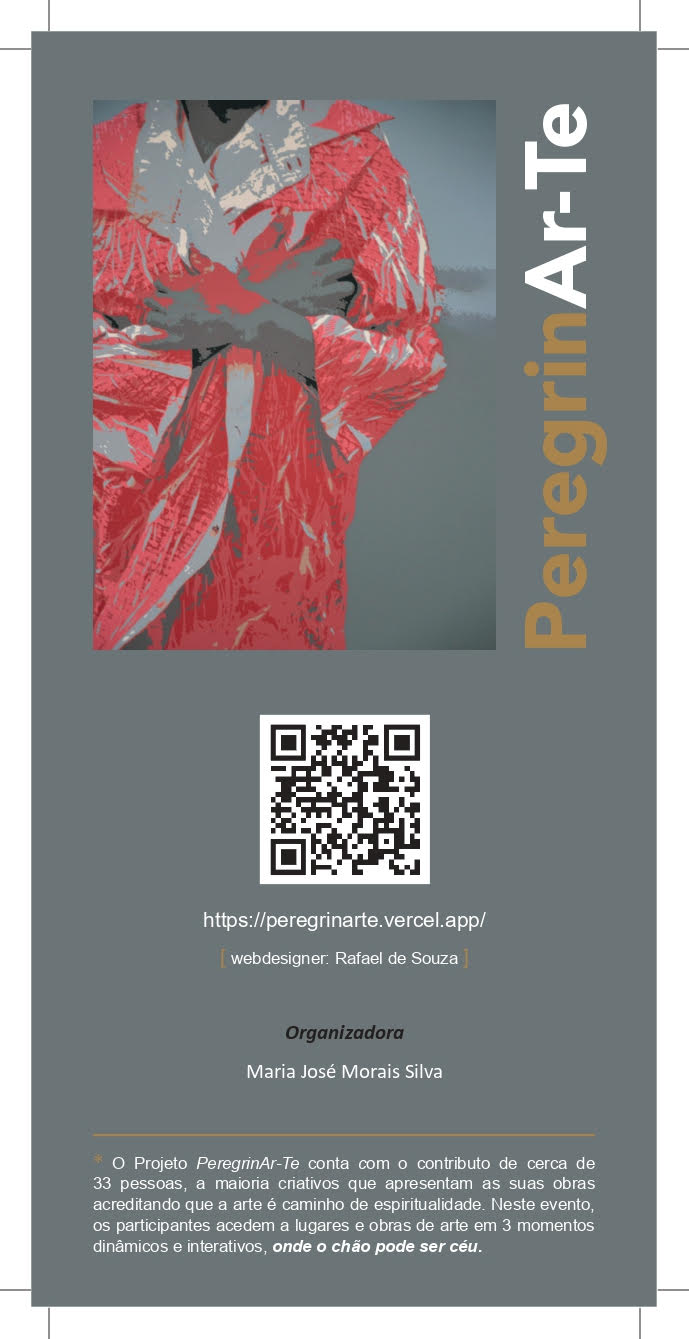 PeregrinAr-Te
https://peregrinarte.vercel.app/
[ webdesigner: Rafael de Souza ]
Organizadora
Maria José Morais Silva
* O Projeto PeregrinAr-Te conta com o contributo de cerca de
33 pessoas, a maioria criativos que apresentam as suas obras
acreditando que a arte é caminho de espiritualidade. Neste evento,
os participantes acedem a lugares e obras de arte em 3 momentos
dinâmicos e interativos, onde o chão pode ser céu.